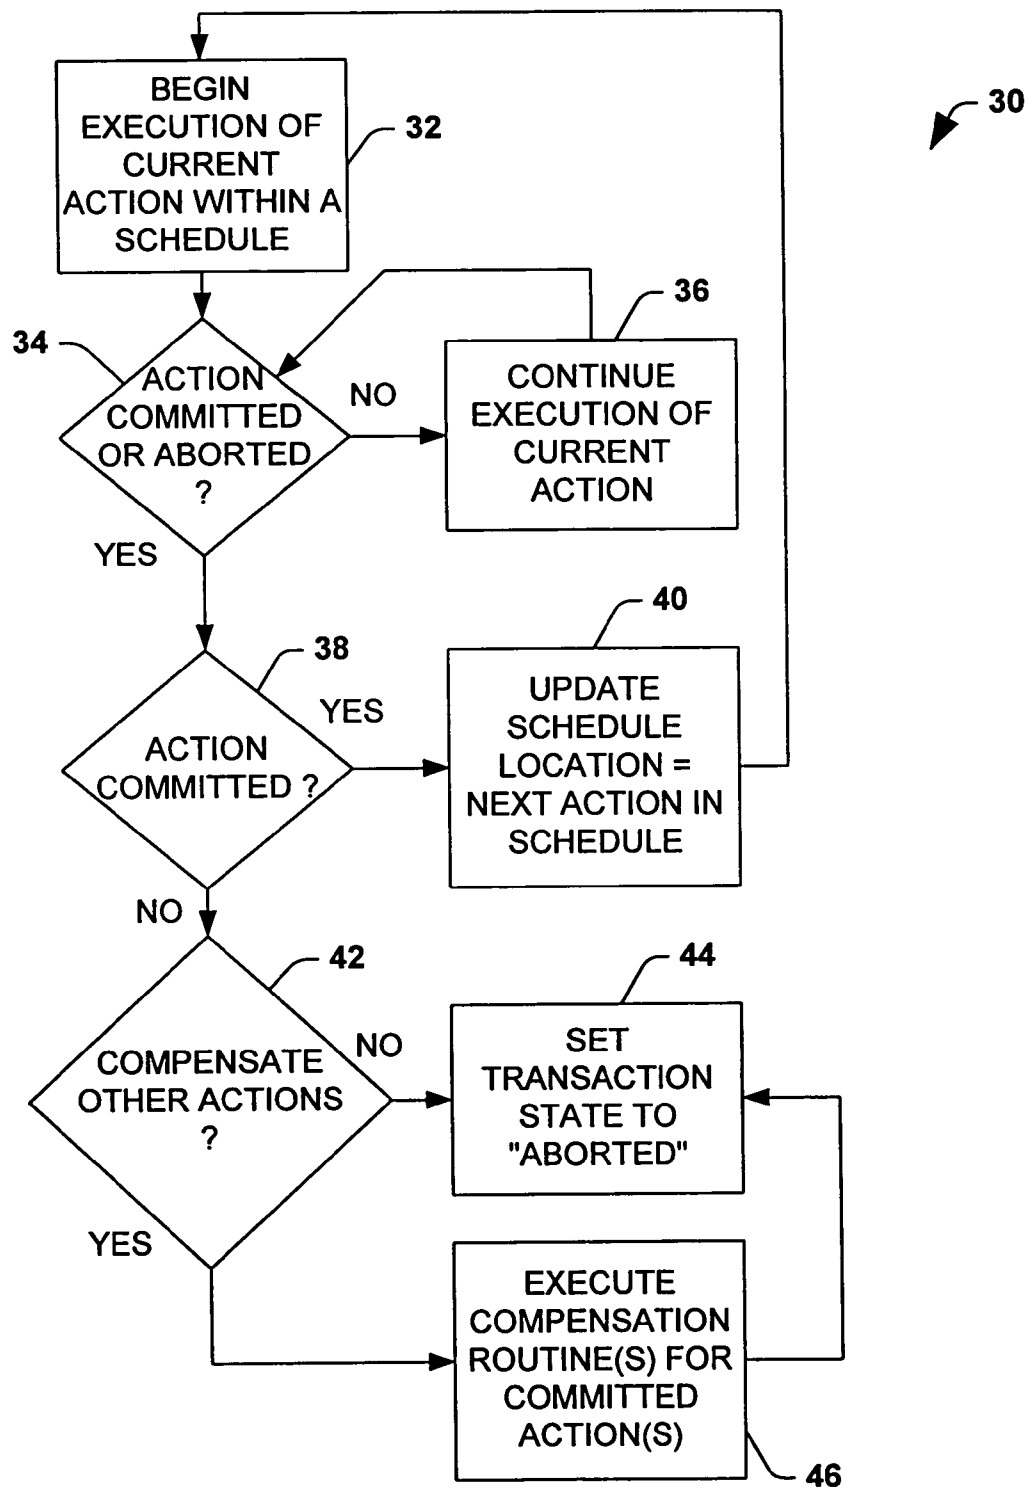 BEGIN
EXECUTION OF
CURRENT
ACTION WITHIN A
SCHEDULE
32
30
34
ACTION
COMMITTED
OR ABORTED
?
NO
36
CONTINUE
EXECUTION OF
CURRENT
ACTION
YES
38
ACTION
COMMITTED ?
YES
40
UPDATE
SCHEDULE
LOCATION =
NEXT ACTION IN
SCHEDULE
NO
42
COMPENSATE
OTHER ACTIONS
?
NO
44
SET
TRANSACTION
STATE TO
"ABORTED"
YES
EXECUTE
COMPENSATION
ROUTINE(S) FOR
COMMITTED
ACTION(S)
46